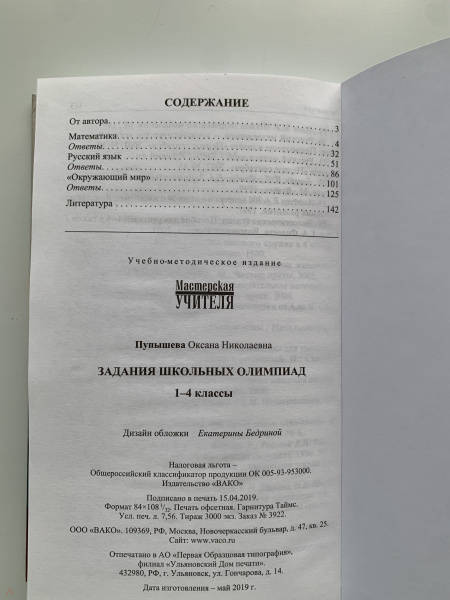 СОДЕРЖАНИЕ
От автора. 3
Математика. 4
Ответы. 32
Русский язык 51
Ответы. 86
«Окружающий мир» 101
Ответы. 125
Литература 142
Учебно-методическое издание
Мастерская
УЧИТЕЛЯ
Пупышева Оксана Николаевна
ЗАДАНИЯ ШКОЛЬНЫХ ОЛИМПИАД
1–4 классы
Дизайн обложки Екатерины Бедриной
Налоговая льгота –
Общероссийский классификатор продукции ОК 005-93-953000.
Издательство «ВАКО»
Подписано в печать 15.04.2019.
Формат 84×108 1/32. Печать офсетная. Гарнитура Таймс.
Усл. печ. л. 7,56. Тираж 3000 экз. Заказ № 3922.
ООО «ВАКО». 109369, РФ, Москва, Новочеркасский бульвар, д. 47, кв. 25.
Сайт: www.vaco.ru
Отпечатано в АО «Первая Образцовая типография».
филиал «Ульяновский Дом печати».
432980, РФ, г. Ульяновск, ул. Гончарова, д. 14.
Дата изготовления – май 2019 г.